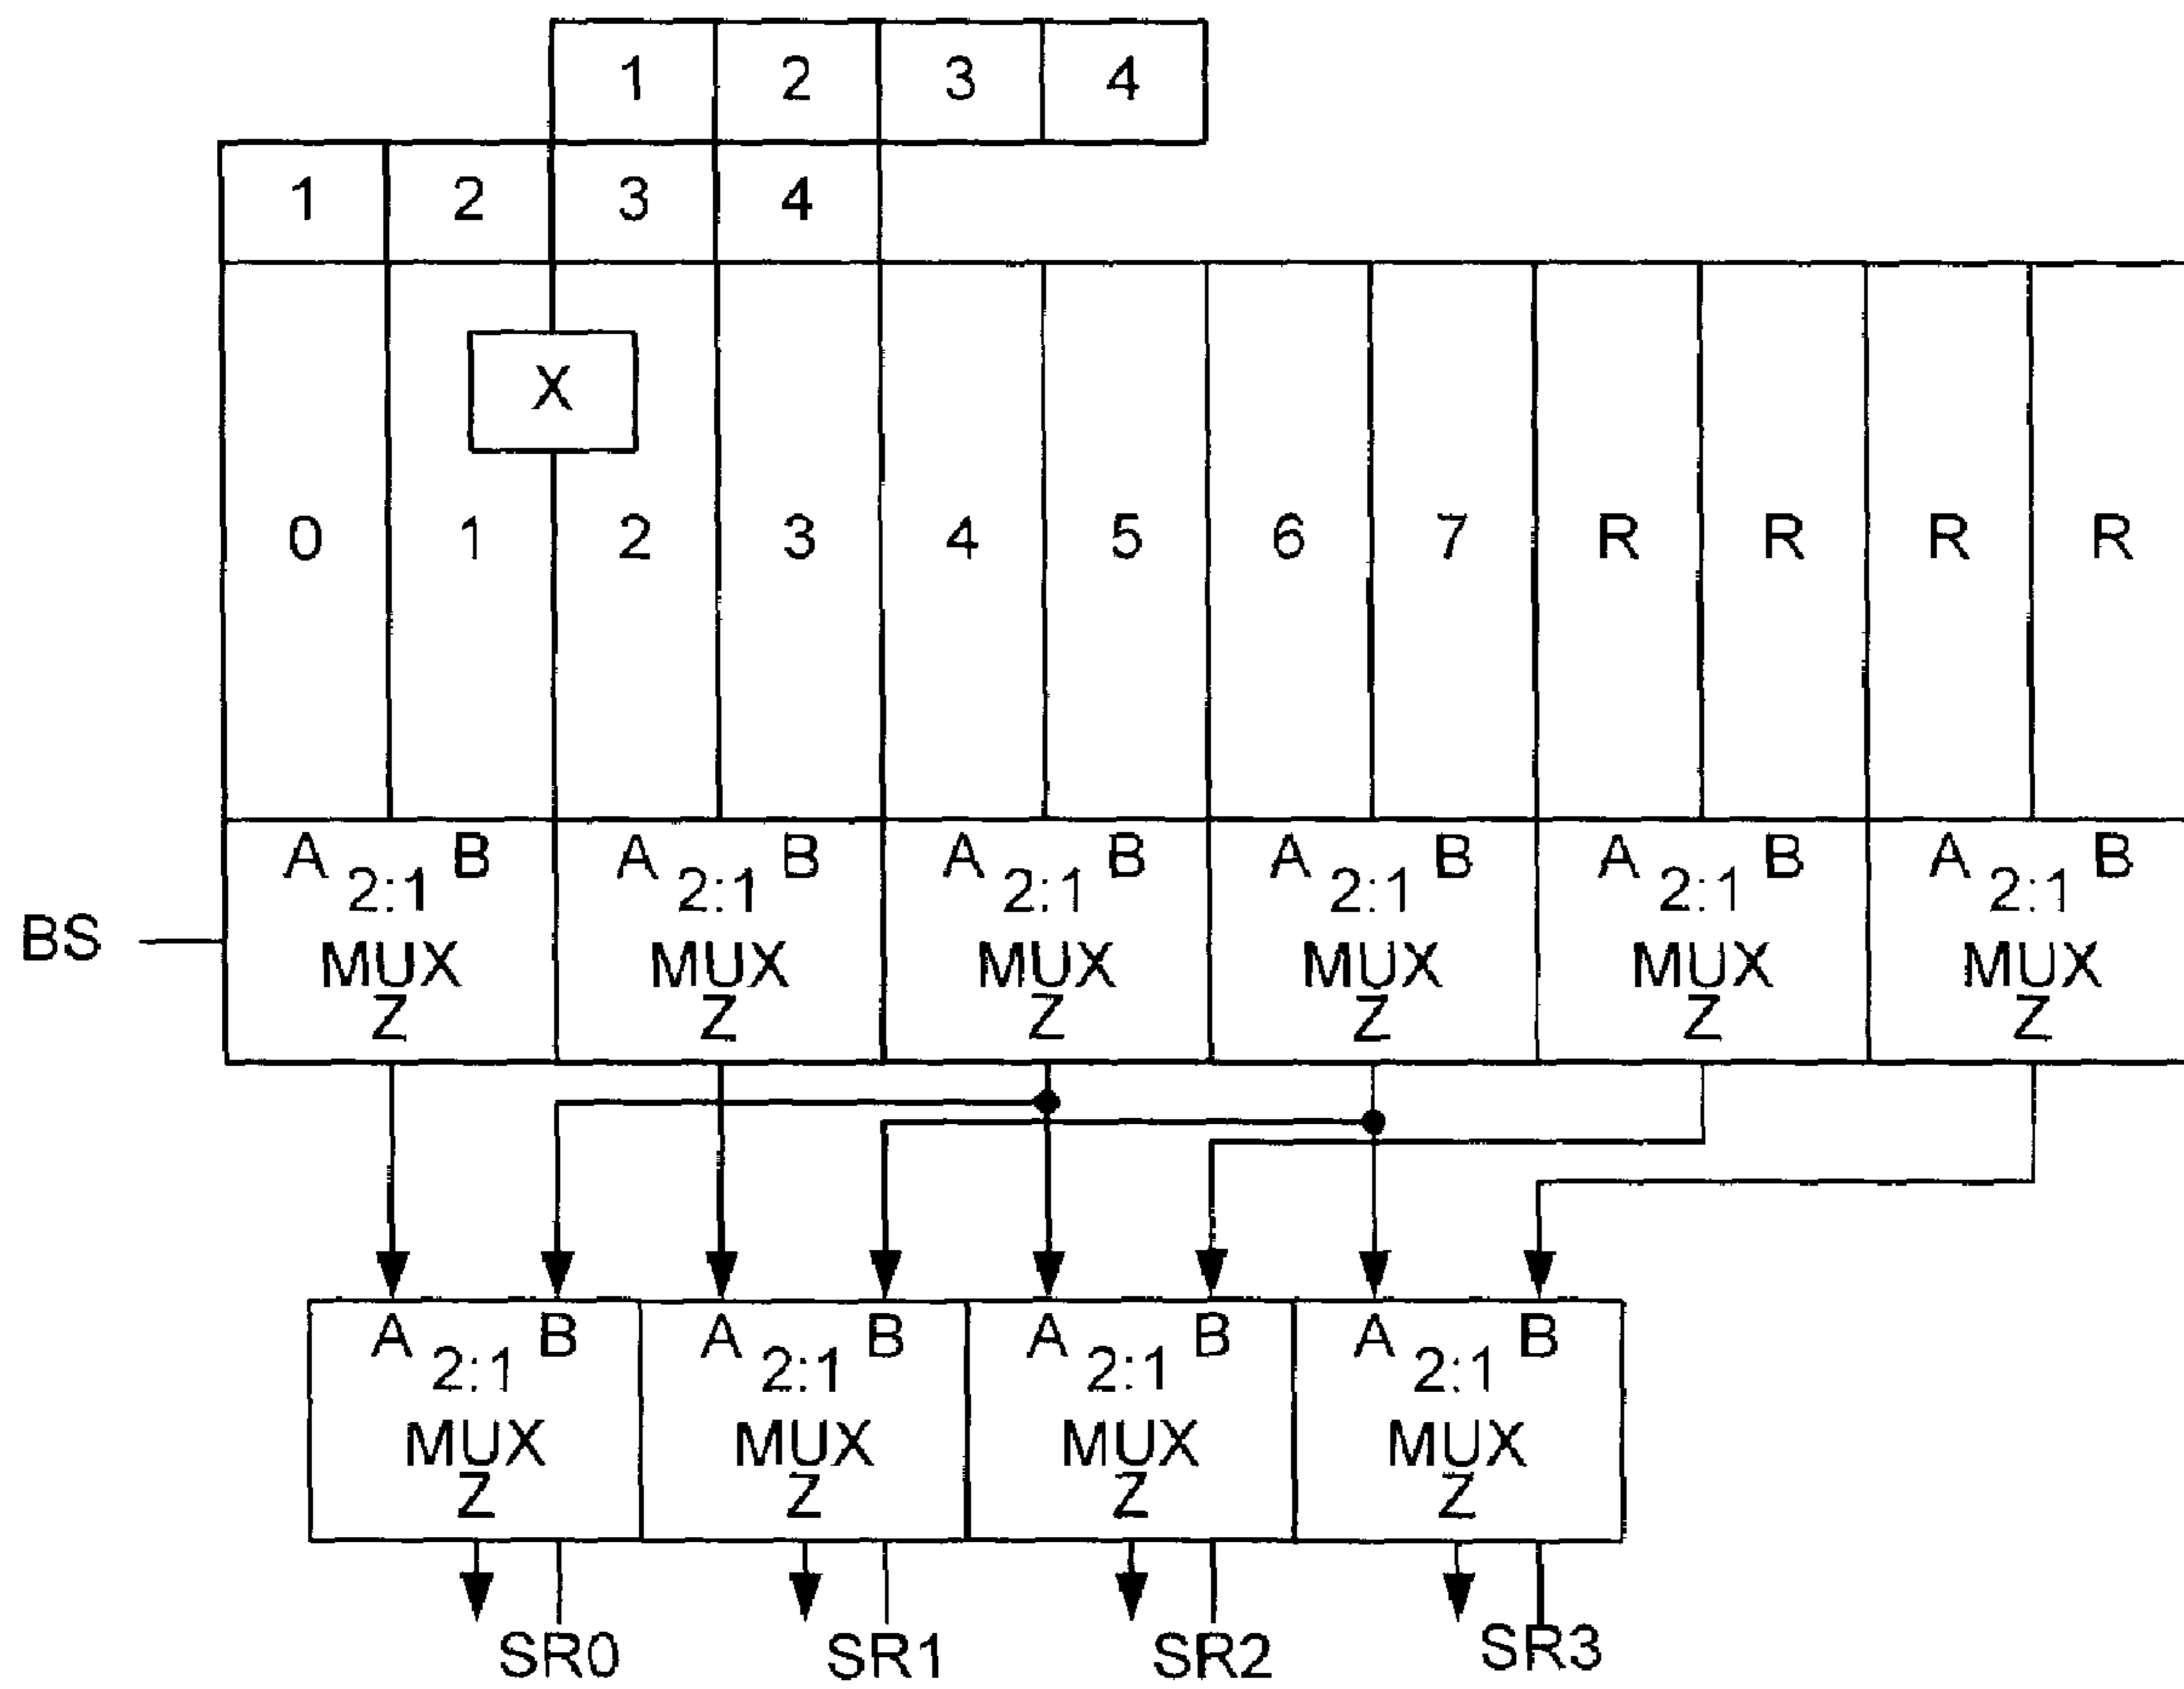 1 2 3 4
1 2 3 4
X
0 1 2 3 4 5 6 7 R R R R
A B A B A B A B A B A B
2:1 2:1 2:1 2:1 2:1 2:1
BS MUX MUX MUX MUX MUX MUX
Z Z Z Z Z Z
A B A B A B A B
2:1 2:1 2:1 2:1
MUX MUX MUX MUX
Z Z Z Z
SR0 SR1 SR2 SR3